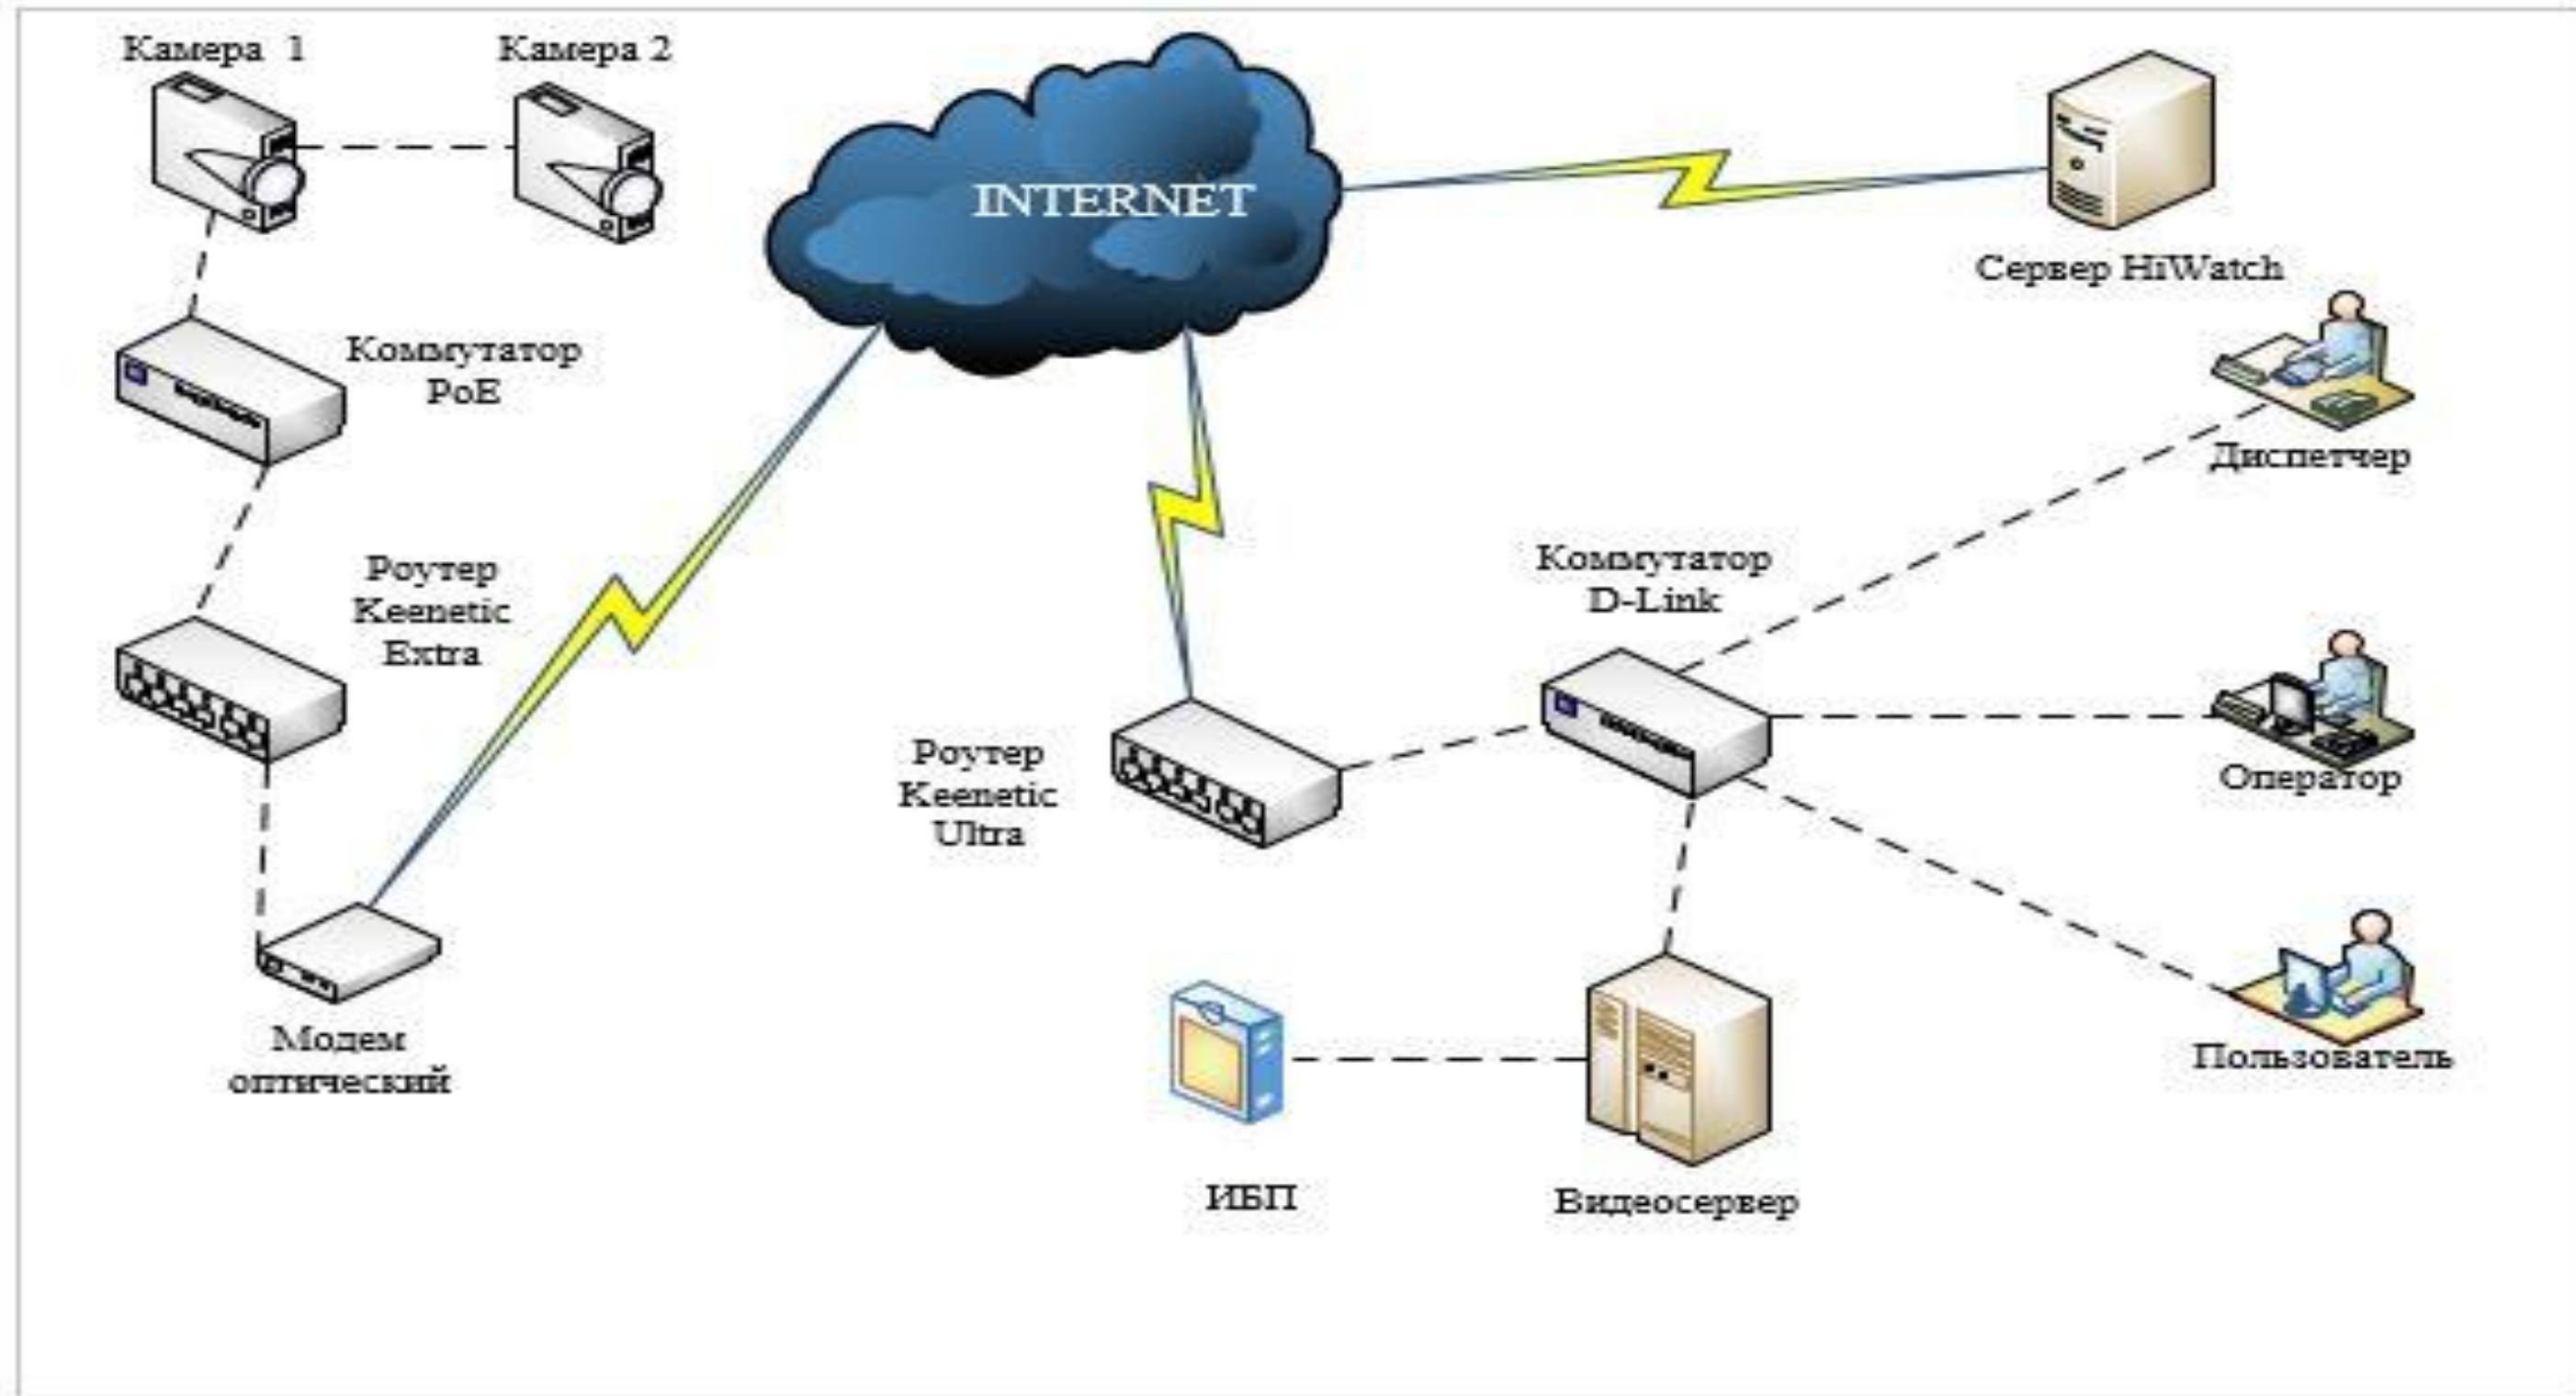 Камера 1
Камера 2
INTERNET
Сервер HiWatch
Коммутатор
PoE
Диспетчер
Роутер
Keenetic
Extra
Коммутатор
D-Link
Роутер
Keenetic
Ultra
Оператор
Модем
оптический
Пользователь
ИБП
Видеосервер